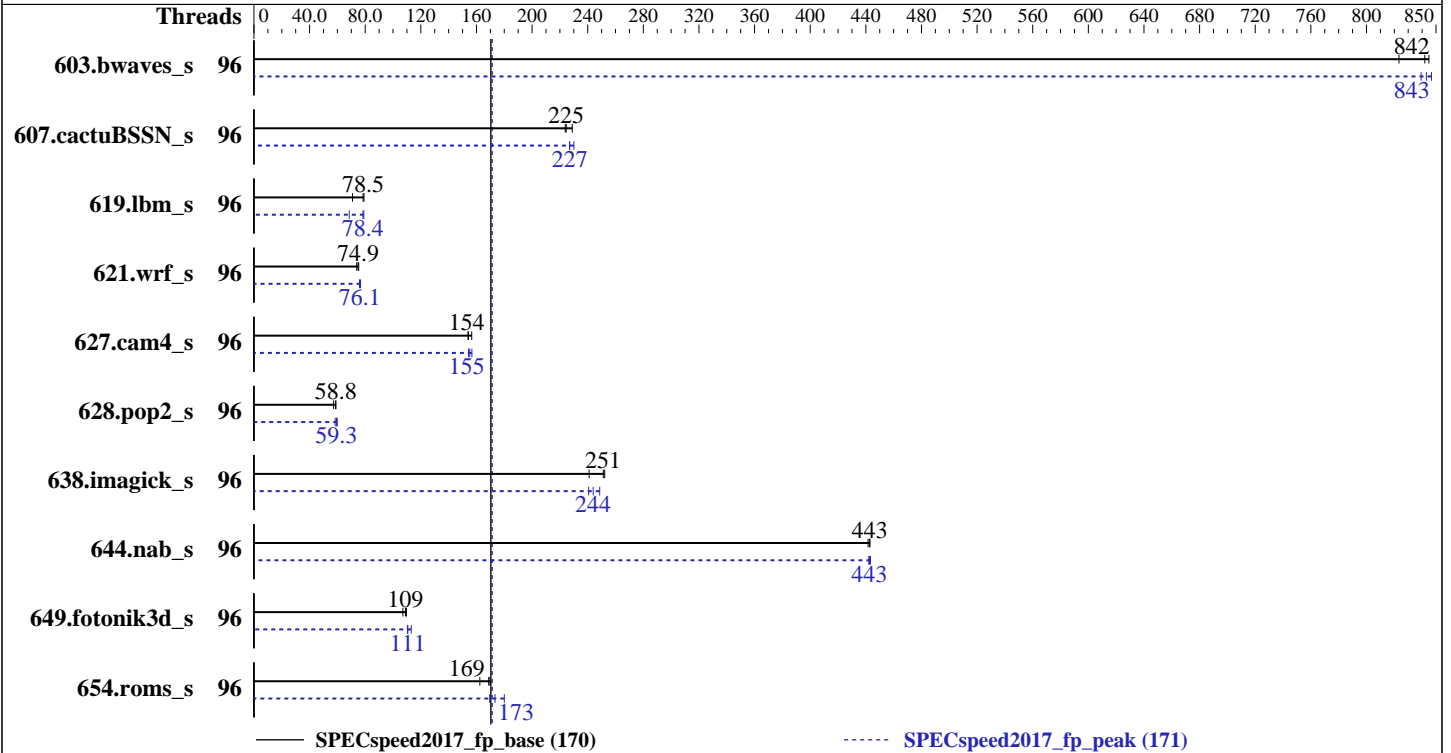 Threads 0 40.0 80.0 120 160 200 240 280 320 360 400 440 480 520 560 600 640 680 720 760 800 850
603.bwaves_s 96 842
843
607.cactuBSSN_s 96 225
227
619.lbm_s 96 78.5
78.4
621.wrf_s 96 74.9
76.1
627.cam4_s 96 154
155
628.pop2_s 96 58.8
59.3
638.imagick_s 96 251
244
644.nab_s 96 443
443
649.fotonik3d_s 96 109
111
654.roms_s 96 169
173
SPECspeed2017_fp_base (170) SPECspeed2017_fp_peak (171)